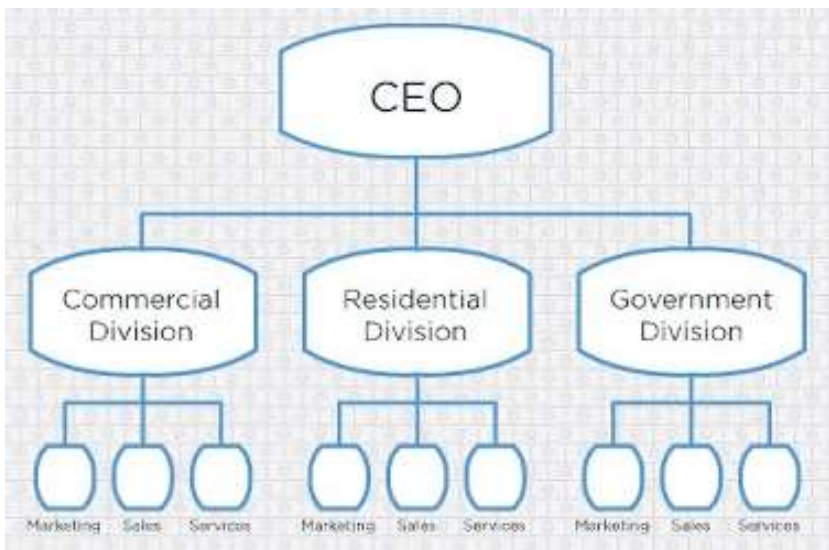 CEO
Commercial
Division
Residential
Division
Government
Division
Marketing Sales Services
Marketing Sales Services
Marketing Sales Services